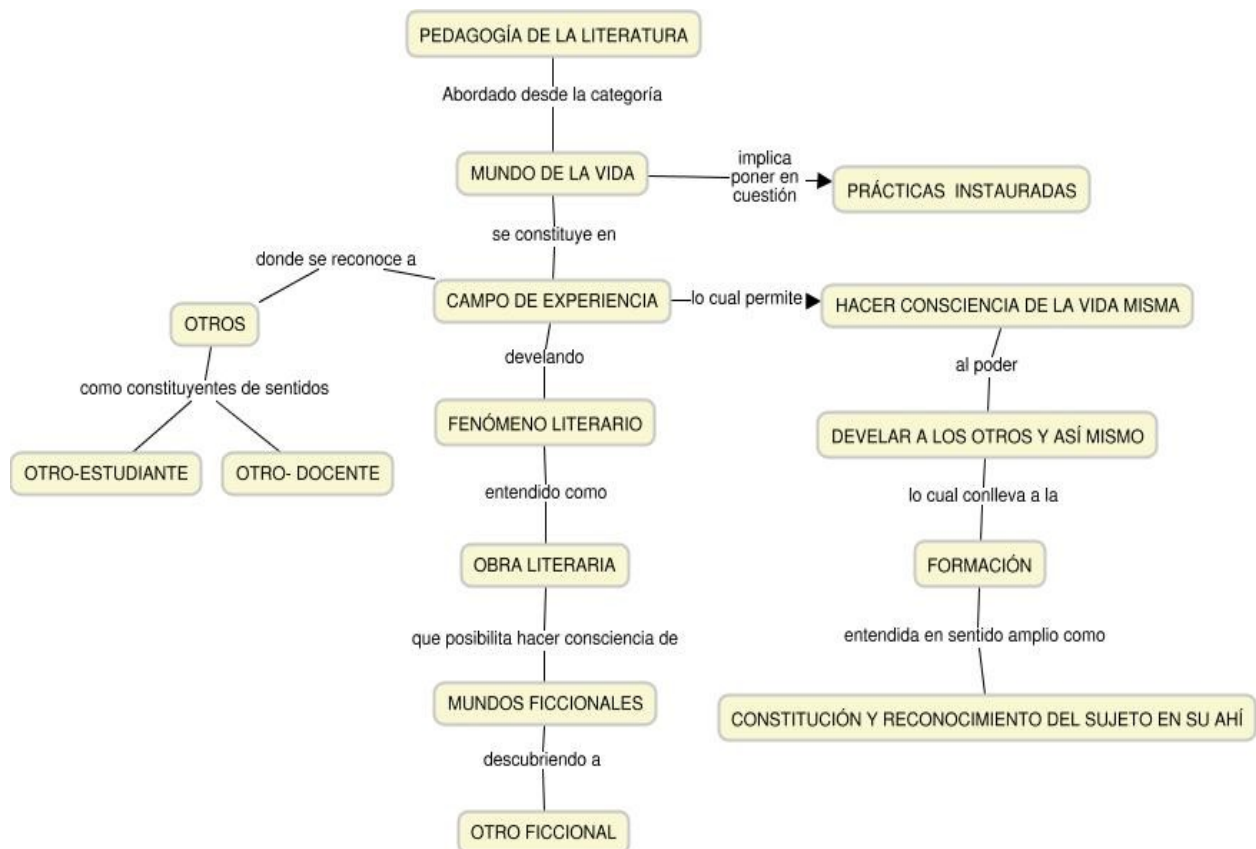 PEDAGOGÍA DE LA LITERATURA
Abordado desde la categoría
MUNDO DE LA VIDA
implica
poner en
cuestión
PRÁCTICAS INSTAURADAS
se constituye en
donde se reconoce a
CAMPO DE EXPERIENCIA
lo cual permite
HACER CONSCIENCIA DE LA VIDA MISMA
OTROS
como constituyentes de sentidos
OTRO-ESTUDIANTE
OTRO- DOCENTE
develando
FENÓMENO LITERARIO
entendido como
OBRA LITERARIA
que posibilita hacer consciencia de
MUNDOS FICCIONALES
descubriendo a
OTRO FICCIONAL
al poder
DEVELAR A LOS OTROS Y ASÍ MISMO
lo cual conlleva a la
FORMACIÓN
entendida en sentido amplio como
CONSTITUCIÓN Y RECONOCIMIENTO DEL SUJETO EN SU AHÍ